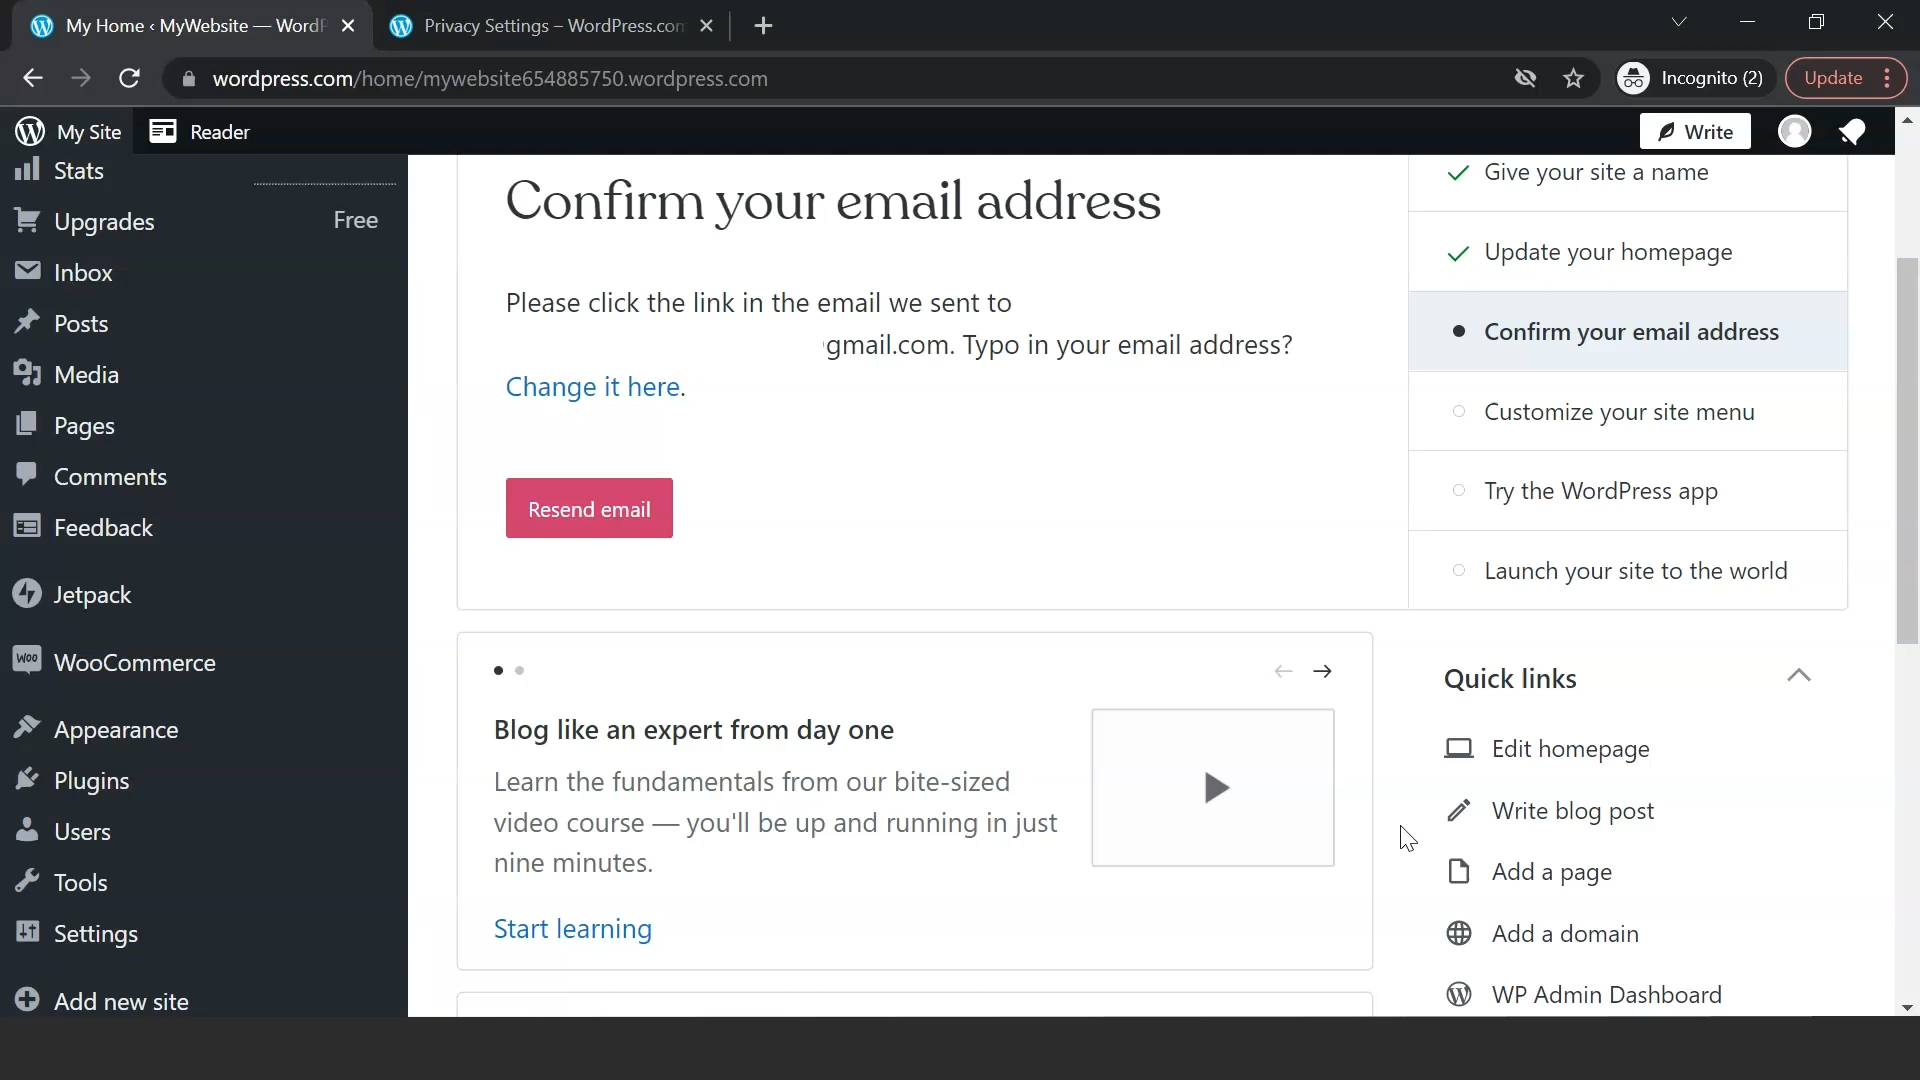 My Home ‹ MyWebsite — WordP
Privacy Settings – WordPress.com
wordpress.com/home/mywebsite654885750.wordpress.com
Incognito (2)
Update
My Site
Reader
Write
Stats
Upgrades
Free
Inbox
Posts
Media
Pages
Comments
Feedback
Jetpack
Woo
WooCommerce
Appearance
Plugins
Users
Tools
Settings
Add new site
Confirm your email address
Please click the link in the email we sent to
gmail.com. Typo in your email address?
Change it here.
Resend email
Give your site a name
Update your homepage
Confirm your email address
Customize your site menu
Try the WordPress app
Launch your site to the world
Blog like an expert from day one
Learn the fundamentals from our bite-sized
video course — you'll be up and running in just
nine minutes.
Start learning
Quick links
Edit homepage
Write blog post
Add a page
Add a domain
WP Admin Dashboard